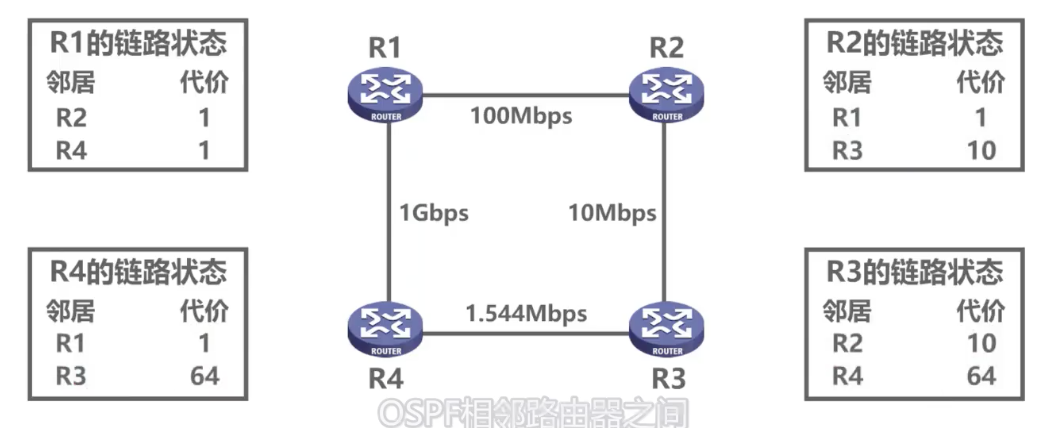 R1的链路状态
邻居 代价
R2 1
R4 1
R1
R2
ROUTER
ROUTER
100Mbps
R2的链路状态
邻居 代价
R1 1
R3 10
1Gbps
10Mbps
R4的链路状态
邻居 代价
R1 1
R3 64
1.544Mbps
ROUTER
ROUTER
R4
R3
R3的链路状态
邻居 代价
R2 10
R4 64
OSPF相邻路由器之间